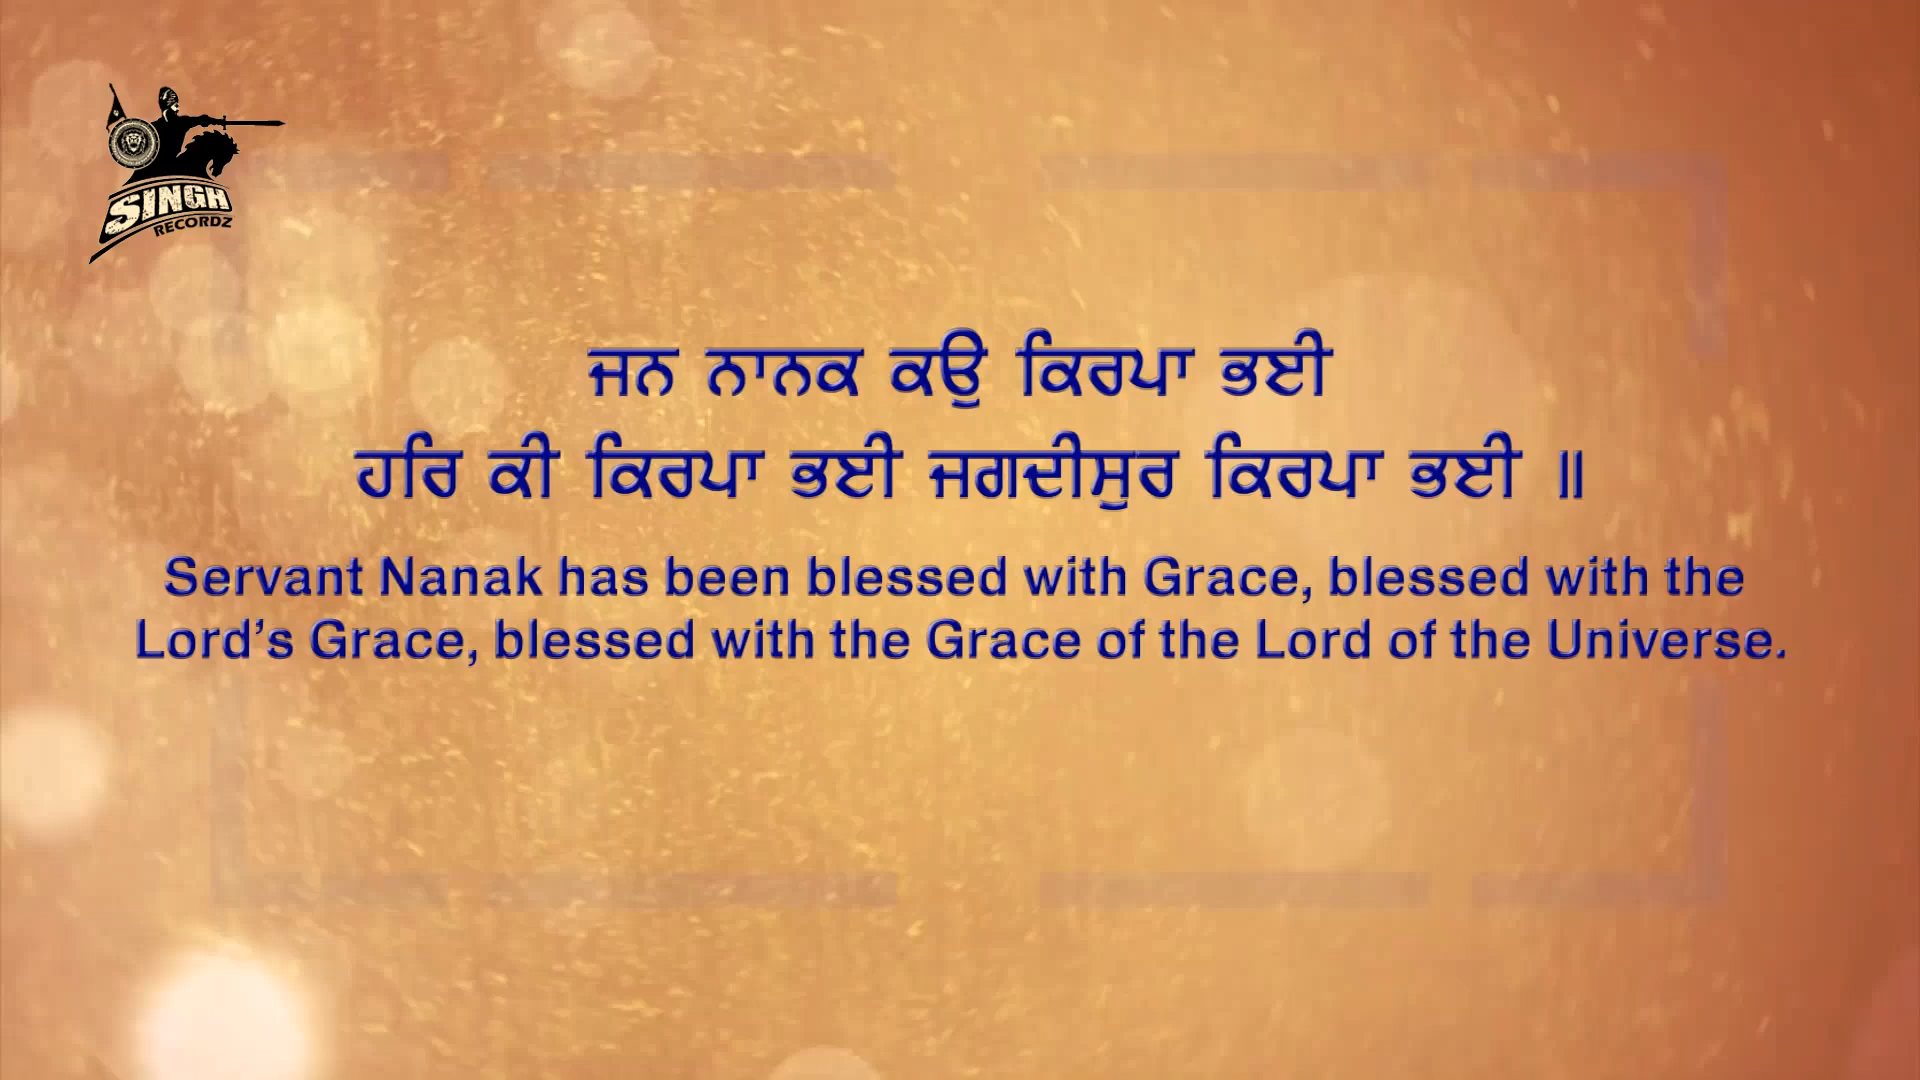 SINGH
RECORDZ
ਜਨ ਨਾਨਕ ਕਉ ਕਿਰਪਾ ਭਈ
ਹਰਿ ਕੀ ਕਿਰਪਾ ਭਈ ਜਗਦੀਸੁਰ ਕਿਰਪਾ ਭਈ ॥
Servant Nanak has been blessed with Grace, blessed with the
Lord’s Grace, blessed with the Grace of the Lord of the Universe.